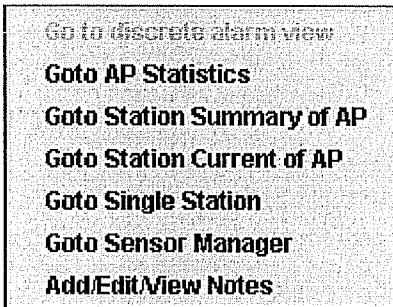 Go to discrete alarm view
Goto AP Statistics
Goto Station Summary of AP
Goto Station Current of AP
Goto Single Station
Goto Sensor Manager
Add/Edit/View Notes